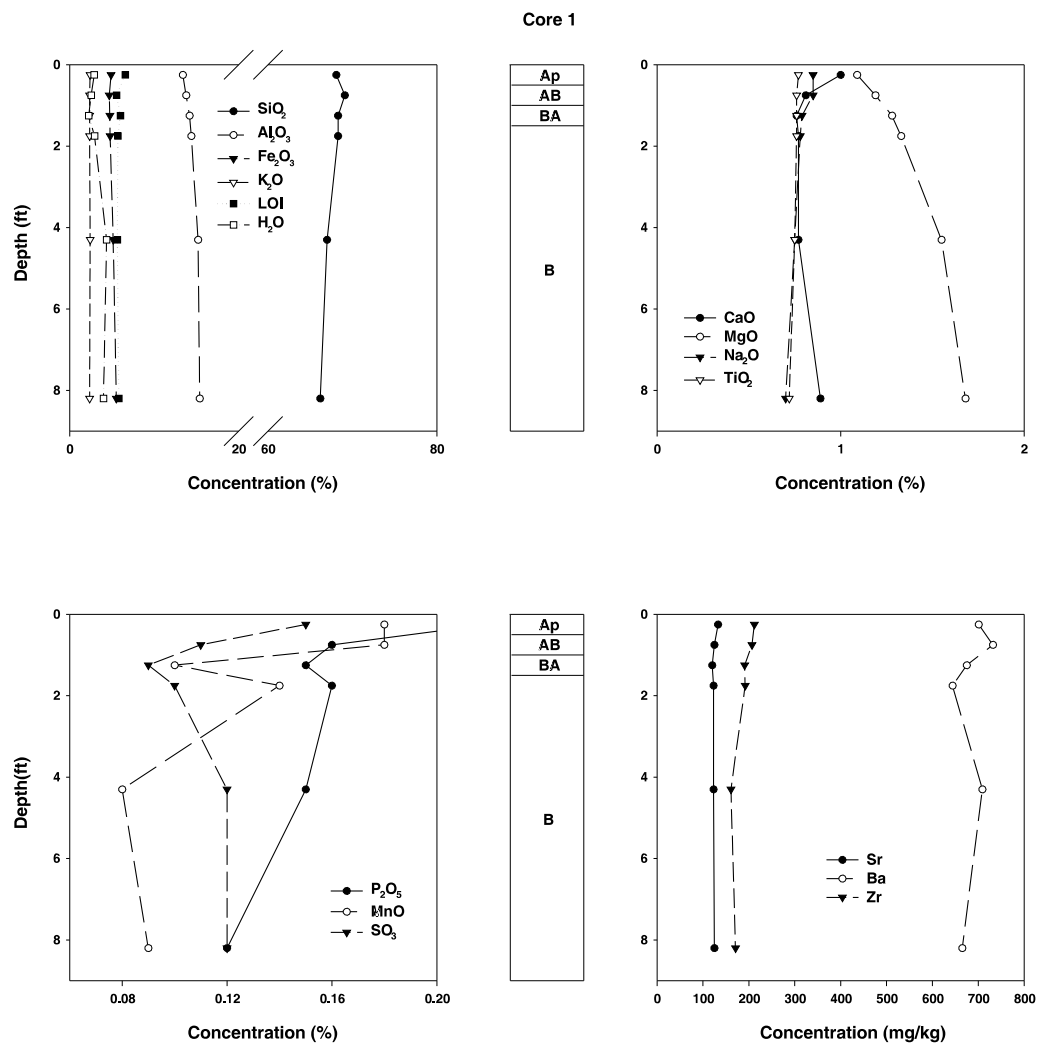 Core 1
0
2
4
6
8
Depth (ft)
SiO₂
Al₂O₃
Fe₂O₃
K₂O
LOI
H₂O
0
20
60
80
Concentration (%)
Ap
AB
BA
B
0
2
4
6
8
CaO
MgO
Na₂O
TiO₂
0
1
2
Concentration (%)
0
2
4
6
8
Depth(ft)
P₂O₅
MnO
SO₃
0.08
0.12
0.16
0.20
Concentration (%)
Ap
AB
BA
B
0
2
4
6
8
Sr
Ba
Zr
0
100
200
300
400
500
600
700
800
Concentration (mg/kg)